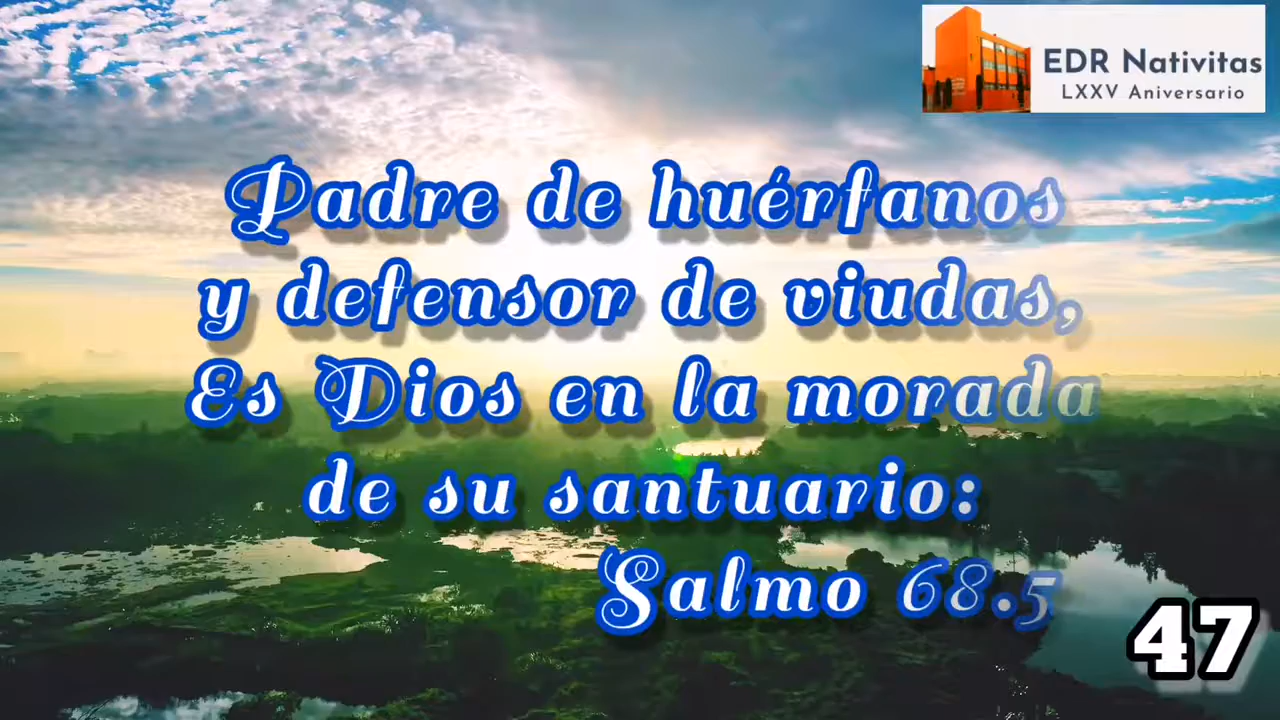 EDR Nativitas
LXXV Aniversario
Padre de huérfanos
y defensor de viudas,
Es Dios en la morada
de su santuario:
Salmo 68.5
47